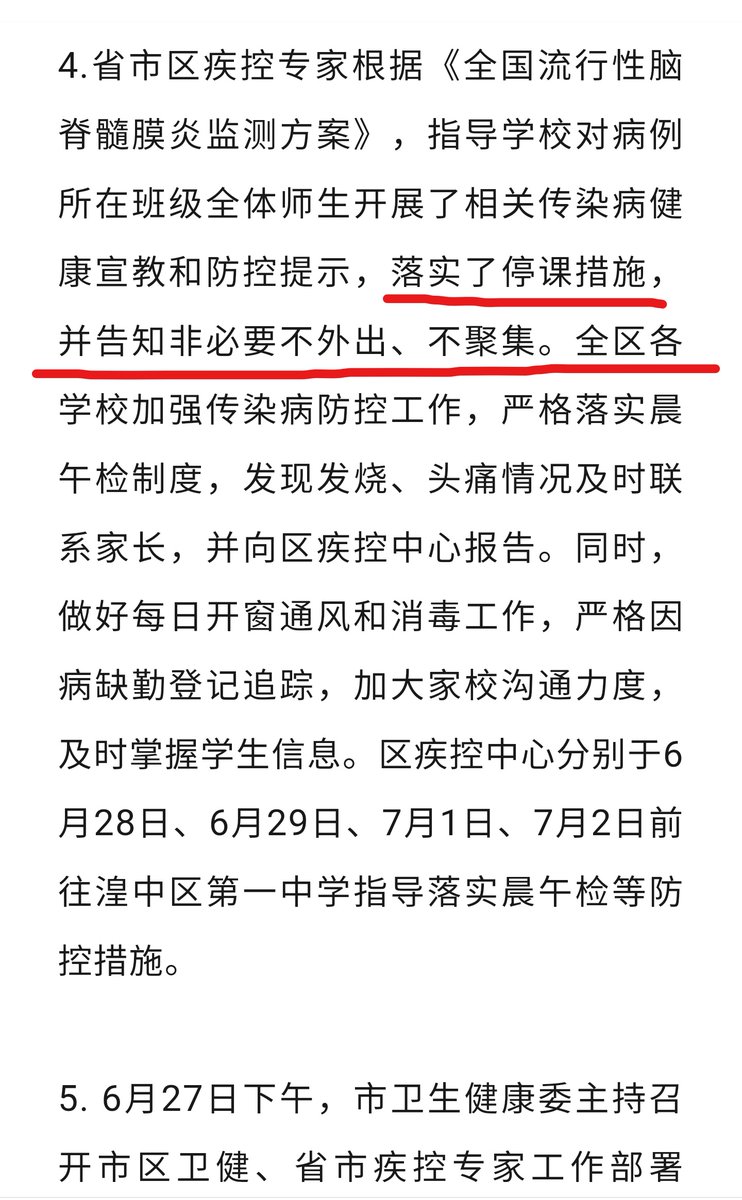 4.省市区疾控专家根据《全国流行性脑
脊髓膜炎监测方案》，指导学校对病例
所在班级全体师生开展了相关传染病健
康宣教和防控提示，落实了停课措施，
并告知非必要不外出、不聚集。全区各
学校加强传染病防控工作，严格落实晨
午检制度，发现发烧、头痛情况及时联
系家长，并向区疾控中心报告。同时，
做好每日开窗通风和消毒工作，严格因
病缺勤登记追踪，加大家校沟通力度，
及时掌握学生信息。区疾控中心分别于6
月28日、6月29日、7月1日、7月2日前
往湟中区第一中学指导落实晨午检等防
控措施。
5. 6月27日下午，市卫生健康委主持召
开市区卫健、省市疾控专家工作部署